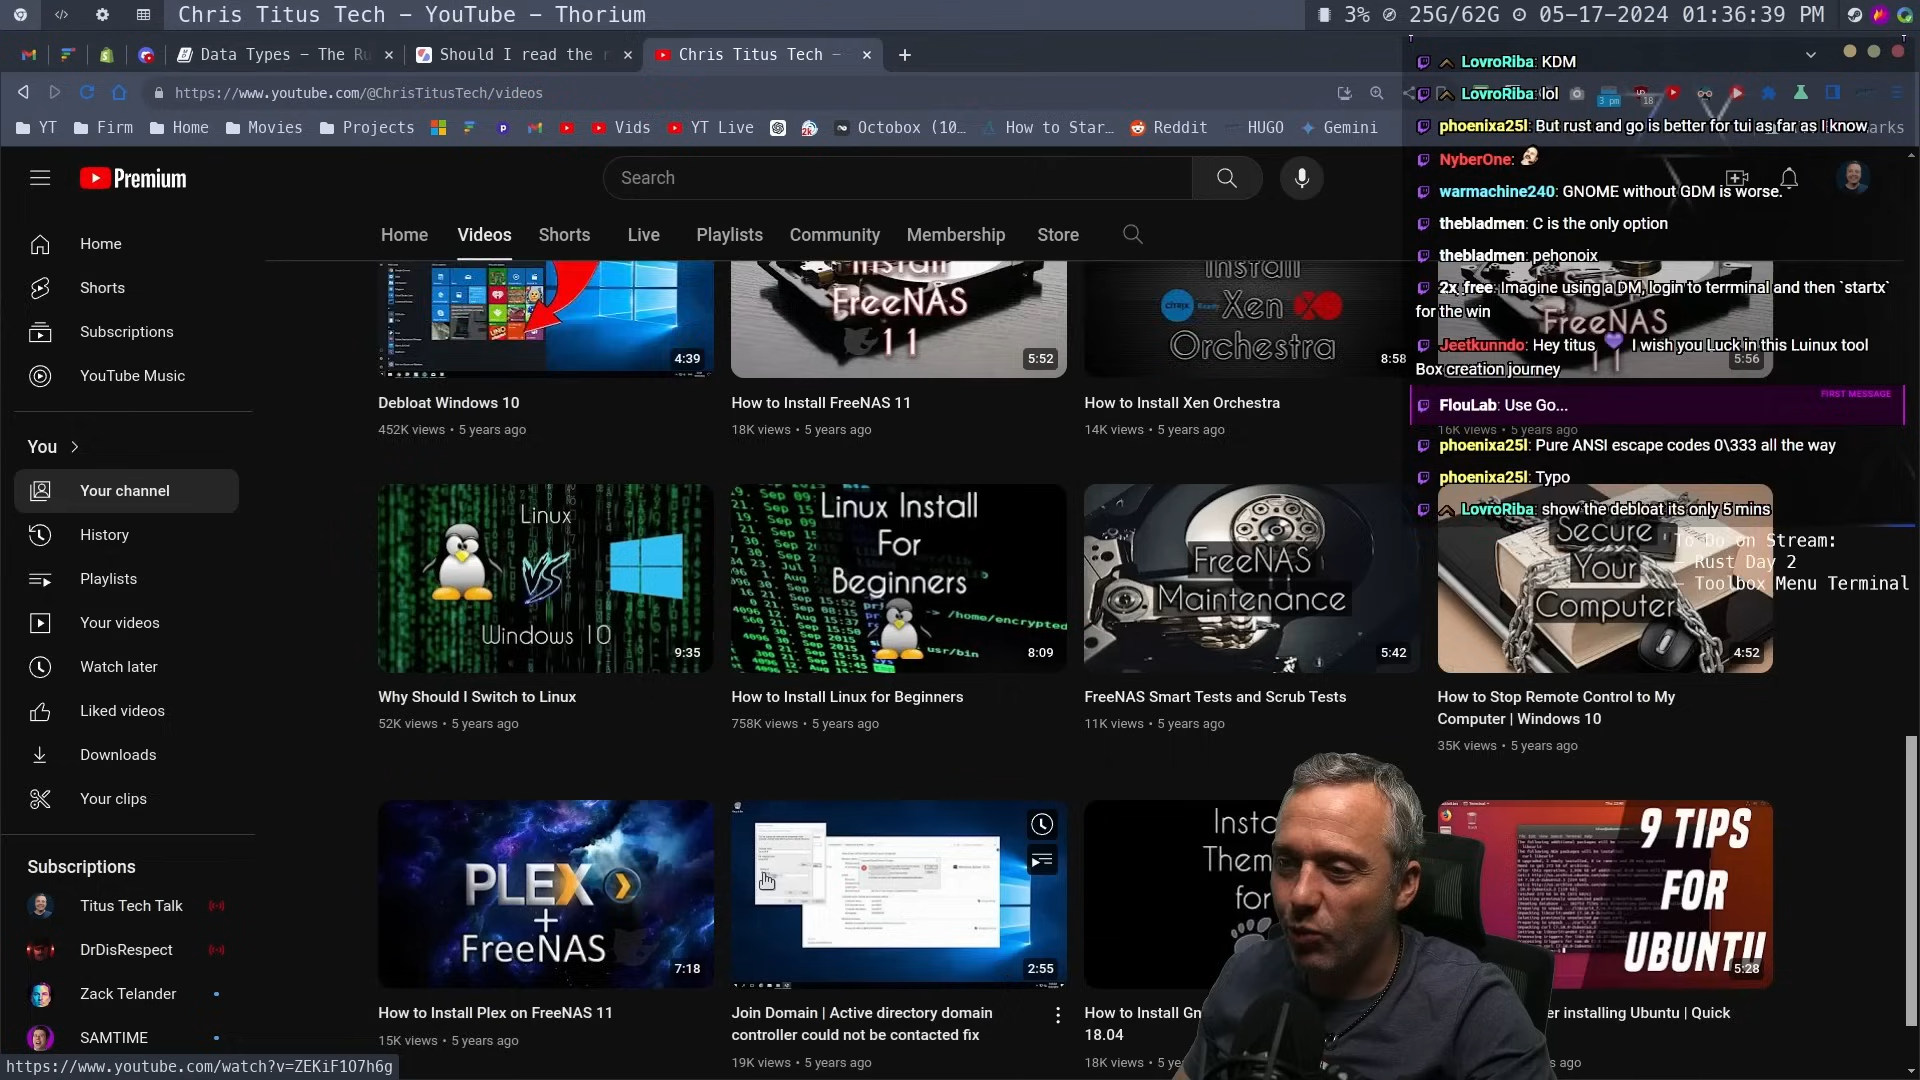 Chris Titus Tech – YouTube – Thorium
3% 25G/62G 05-17-2024 01:36:39 PM
Data Types – The Ru
Should I read the r
Chris Titus Tech –
https://www.youtube.com/@ChrisTitusTech/videos
YT
Firm
Home
Movies
Projects
Vids
YT Live
Octobox (10…
How to Star…
Reddit
HUGO
Gemini
Premium
Search
Home
Videos
Shorts
Live
Playlists
Community
Membership
Store
Home
Shorts
Subscriptions
YouTube Music
You
Your channel
History
Playlists
Your videos
Watch later
Liked videos
Downloads
Your clips
Subscriptions
Titus Tech Talk
DrDisRespect
Zack Telander
SAMTIME
https://www.youtube.com/watch?v=ZEKiF1O7h6g
4:39
Debloat Windows 10
452K views • 5 years ago
Install
FreeNAS
11
5:52
How to Install FreeNAS 11
18K views • 5 years ago
Install
Xen
Orchestra
8:58
How to Install Xen Orchestra
14K views • 5 years ago
FreeNAS
11
5:56
16K views • 5 years ago
Linux
VS
Windows 10
9:35
Why Should I Switch to Linux
52K views • 5 years ago
Linux Install
For
Beginners
8:09
How to Install Linux for Beginners
758K views • 5 years ago
FreeNAS
Maintenance
5:42
FreeNAS Smart Tests and Scrub Tests
11K views • 5 years ago
Secure
Your
Computer
4:52
How to Stop Remote Control to My
Computer | Windows 10
35K views • 5 years ago
PLEX
+
FreeNAS
7:18
How to Install Plex on FreeNAS 11
15K views • 5 years ago
2:55
Join Domain | Active directory domain
controller could not be contacted fix
19K views • 5 years ago
How to Install
18.04
18K views
9 TIPS
FOR
UBUNTU
5:28
installing Ubuntu | Quick
ago
LovroRiba: KDM
LovroRiba: lol
3 pm
18
phoenixa25l: But rust and go is better for tui as far as I know
NyberOne:
warmachine240: GNOME without GDM is worse.
thebladmen: C is the only option
thebladmen: pehonoix
2x_free: Imagine using a DM, login to terrminal and then `startx`
for the win
Jeetkunndo: Hey titus I wish you Luck in this Luinux tool
Box creation journey
FIRST MESSAGE
FlouLab: Use Go...
phoenixa25l: Pure ANSI escape codes 0\333 all the way
phoenixa25l: Typo
LovroRiba: show the debloat its only 5 mins
To Do on Stream:
– Rust Day 2
– Toolbox Menu Terminal